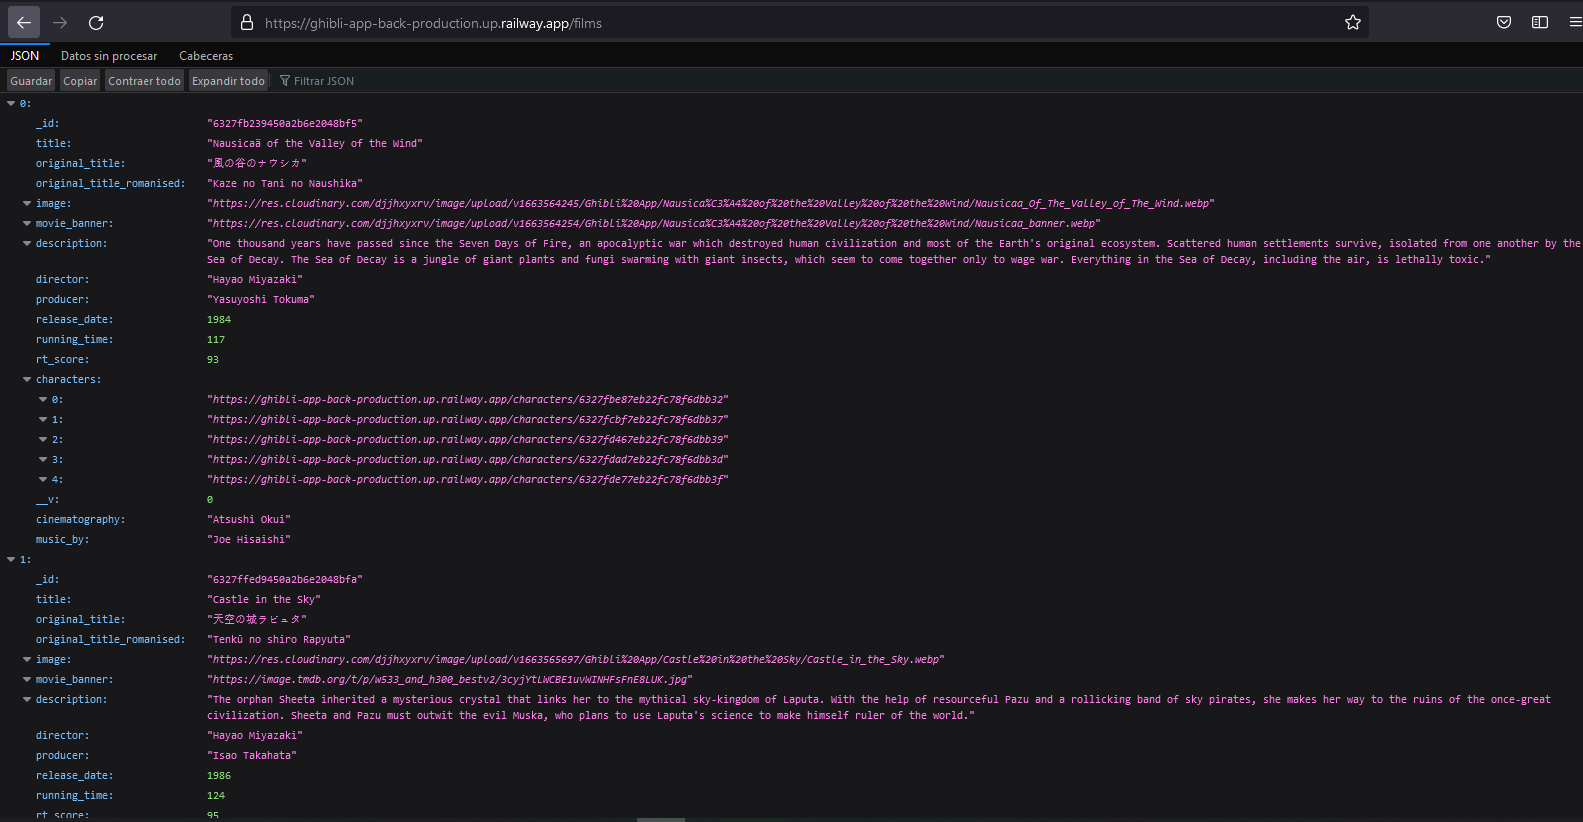 https://ghibli-app-back-production.up.railway.app/films
JSON Datos sin procesar Cabeceras
Guardar Copiar Contraer todo Expandir todo Filtrar JSON
0:
_id: "6327fb239450a2b6e2048bf5"
title: "Nausicaä of the Valley of the Wind"
original_title: "風の谷のナウシカ"
original_title_romanised: "Kaze no Tani no Naushika"
image: "https://res.cloudinary.com/djjhxyxrv/image/upload/v1663564245/Ghibli%20App/Nausica%C3%A4%20of%20the%20Valley%20of%20the%20Wind/Nausicaa_Of_The_Valley_of_The_Wind.webp"
movie_banner: "https://res.cloudinary.com/djjhxyxrv/image/upload/v1663564254/Ghibli%20App/Nausica%C3%A4%20of%20the%20Valley%20of%20the%20Wind/Nausicaa_banner.webp"
description: "One thousand years have passed since the Seven Days of Fire, an apocalyptic war which destroyed human civilization and most of the Earth's original ecosystem. Scattered human settlements survive, isolated from one another by the
Sea of Decay. The Sea of Decay is a jungle of giant plants and fungi swarming with giant insects, which seem to come together only to wage war. Everything in the Sea of Decay, including the air, is lethally toxic."
director: "Hayao Miyazaki"
producer: "Yasuyoshi Tokuma"
release_date: 1984
running_time: 117
rt_score: 93
characters:
0: "https://ghibli-app-back-production.up.railway.app/characters/6327fbe87eb22fc78f6dbb32"
1: "https://ghibli-app-back-production.up.railway.app/characters/6327fcbf7eb22fc78f6dbb37"
2: "https://ghibli-app-back-production.up.railway.app/characters/6327fd467eb22fc78f6dbb39"
3: "https://ghibli-app-back-production.up.railway.app/characters/6327fdad7eb22fc78f6dbb3d"
4: "https://ghibli-app-back-production.up.railway.app/characters/6327fde77eb22fc78f6dbb3f"
__v: 0
cinematography: "Atsushi Okui"
music_by: "Joe Hisaishi"
1:
_id: "6327ffed9450a2b6e2048bfa"
title: "Castle in the Sky"
original_title: "天空の城ラピュタ"
original_title_romanised: "Tenkū no shiro Rapyuta"
image: "https://res.cloudinary.com/djjhxyxrv/image/upload/v1663565697/Ghibli%20App/Castle%20in%20the%20Sky/Castle_in_the_Sky.webp"
movie_banner: "https://image.tmdb.org/t/p/w533_and_h300_bestv2/3cyjYtLWCBE1uvWINHFsFnE8LUK.jpg"
description: "The orphan Sheeta inherited a mysterious crystal that links her to the mythical sky-kingdom of Laputa. With the help of resourceful Pazu and a rollicking band of sky pirates, she makes her way to the ruins of the once-great
civilization. Sheeta and Pazu must outwit the evil Muska, who plans to use Laputa's science to make himself ruler of the world."
director: "Hayao Miyazaki"
producer: "Isao Takahata"
release_date: 1986
running_time: 124
rt_score: 95